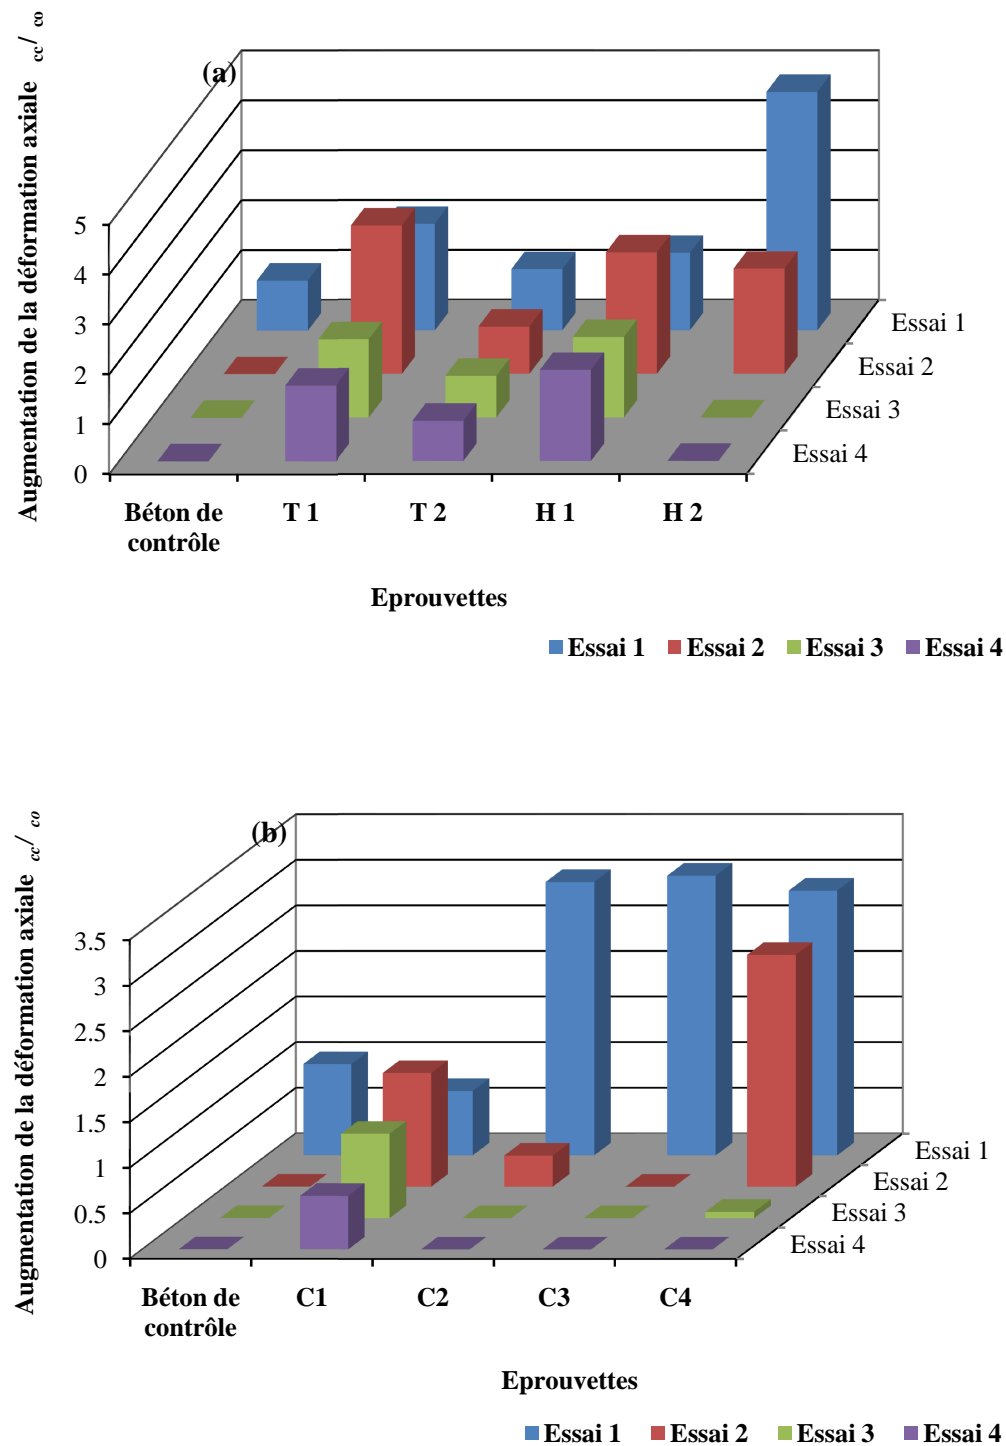 (a)
Augmentation de la déformation axiale cc/ co
5
4
3
2
1
0
Essai 1
Essai 2
Essai 3
Essai 4
Béton de contrôle
T 1
T 2
H 1
H 2
Eprouvettes
Essai 1 Essai 2 Essai 3 Essai 4
(b)
Augmentation de la déformation axiale cc/ co
3.5
3
2.5
2
1.5
1
0.5
0
Essai 1
Essai 2
Essai 3
Essai 4
Béton de contrôle
C1
C2
C3
C4
Eprouvettes
Essai 1 Essai 2 Essai 3 Essai 4